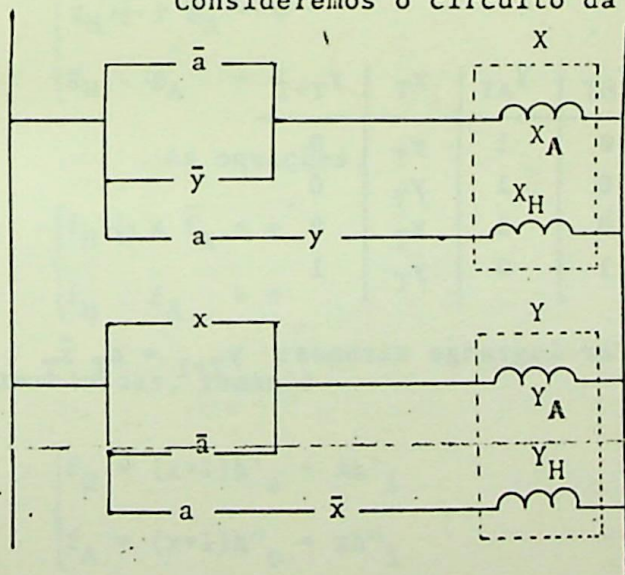 Consideremos o circuito da
X
ā
X_A
ȳ
X_H
a y
x
Y
Y_A
ā
Y_H
a x̄